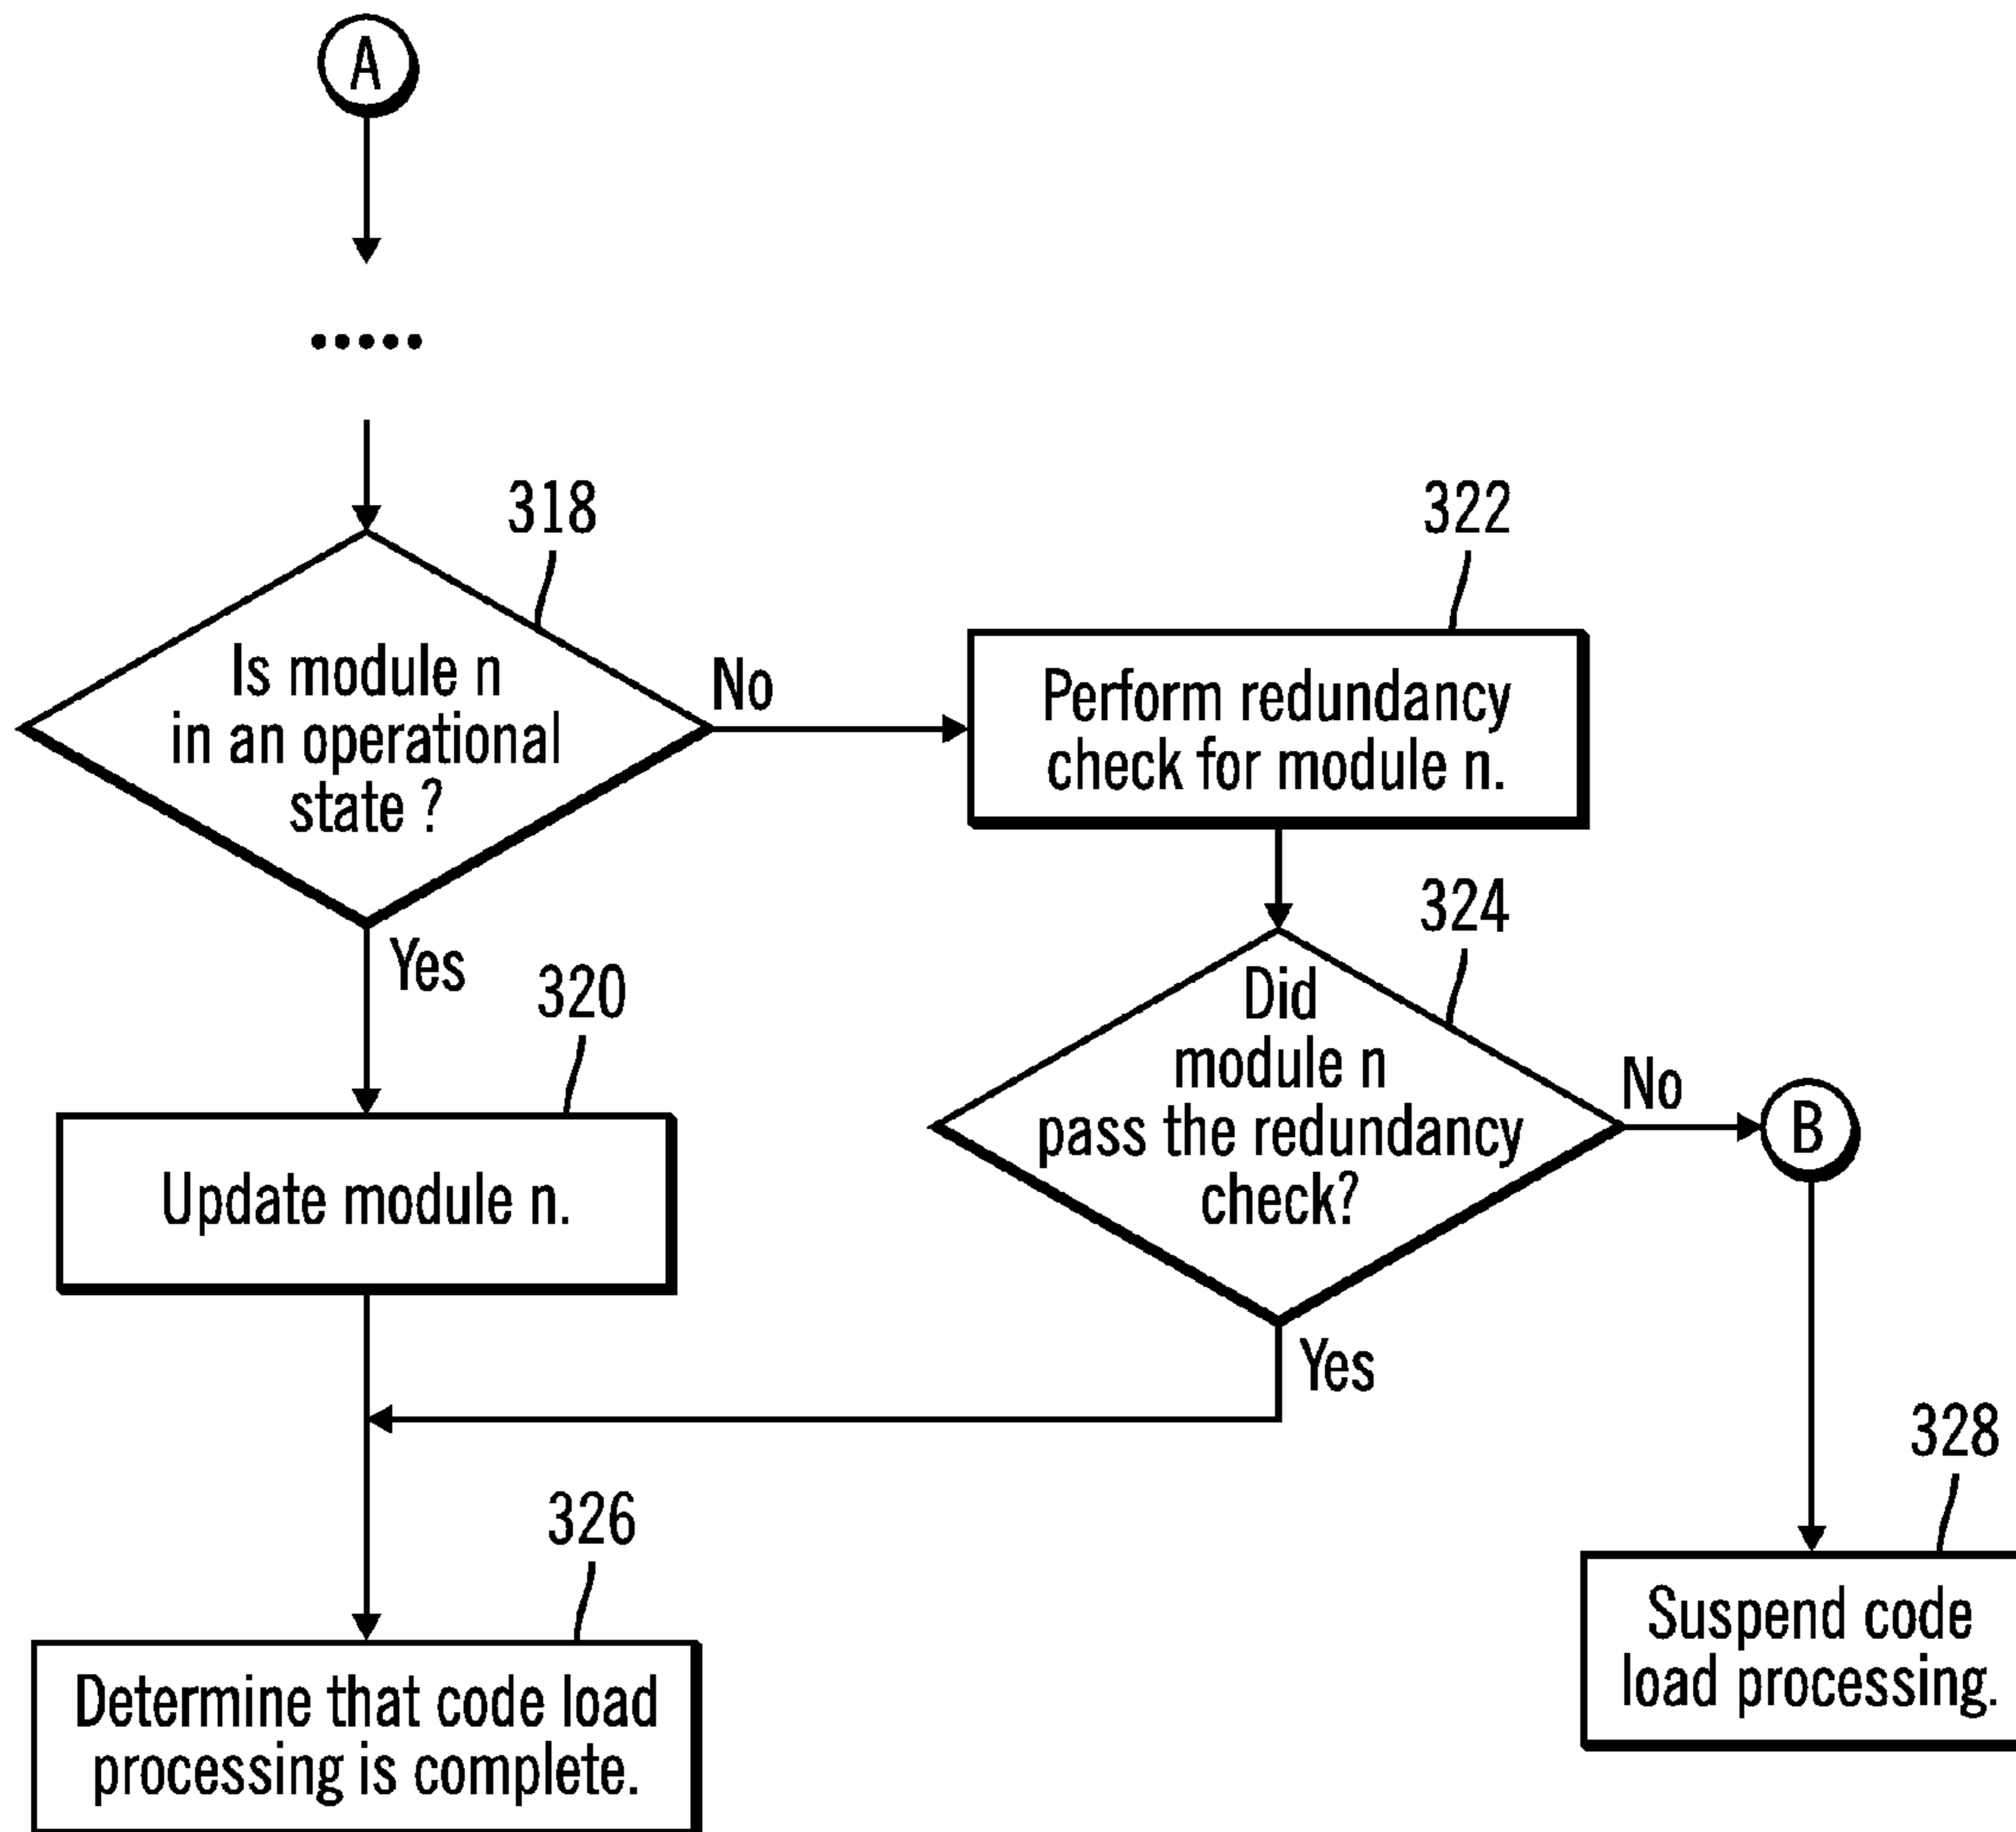 A
318
Is module n
in an operational
state ?
No
Yes
322
Perform redundancy
check for module n.
324
Did
module n
pass the redundancy
check?
No
B
Yes
320
Update module n.
326
Determine that code load
processing is complete.
328
Suspend code
load processing.